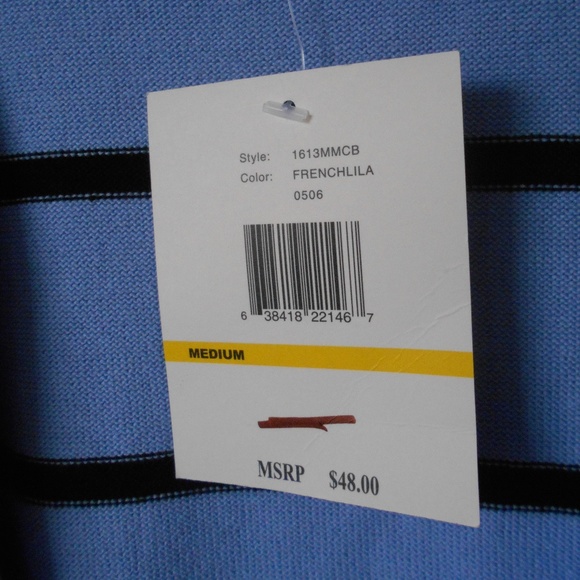 Style: 1613MMCB
Color: FRENCHLILA
0506
6 38418 22146 7
MEDIUM
MSRP $48.00